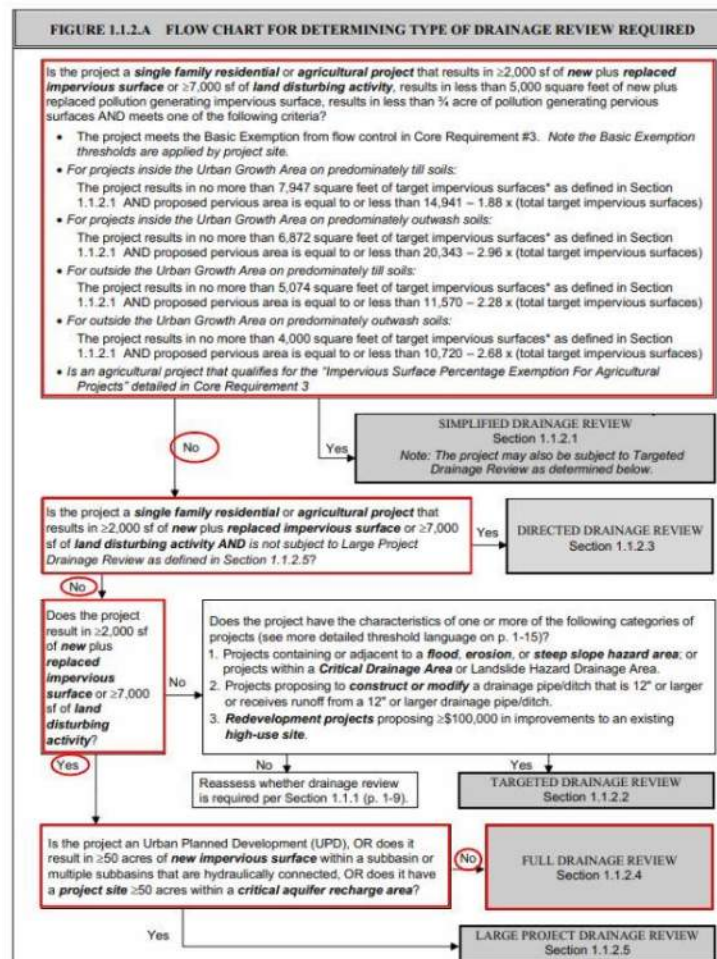 FIGURE 1.1.2.A FLOW CHART FOR DETERMINING TYPE OF DRAINAGE REVIEW REQUIRED
Is the project a single family residential or agricultural project that results in ≥2,000 sf of new plus replaced
impervious surface or ≥7,000 sf of land disturbing activity, results in less than 5,000 square feet of new plus
replaced pollution generating impervious surface, results in less than ¾ acre of pollution generating pervious
surfaces AND meets one of the following criteria?
• The project meets the Basic Exemption from flow control in Core Requirement #3. Note the Basic Exemption
thresholds are applied by project site.
• For projects inside the Urban Growth Area on predominately till soils:
The project results in no more than 7,947 square feet of target impervious surfaces* as defined in Section
1.1.2.1 AND proposed pervious area is equal to or less than 14,941 – 1.88 x (total target impervious surfaces)
• For projects inside the Urban Growth Area on predominately outwash soils:
The project results in no more than 6,872 square feet of target impervious surfaces* as defined in Section
1.1.2.1 AND proposed pervious area is equal to or less than 20,343 – 2.96 x (total target impervious surfaces)
• For outside the Urban Growth Area on predominately till soils:
The project results in no more than 5,074 square feet of target impervious surfaces* as defined in Section
1.1.2.1 AND proposed pervious area is equal to or less than 11,570 – 2.28 x (total target impervious surfaces)
• For outside the Urban Growth Area on predominately outwash soils:
The project results in no more than 4,000 square feet of target impervious surfaces* as defined in Section
1.1.2.1 AND proposed pervious area is equal to or less than 10,720 – 2.68 x (total target impervious surfaces)
• Is an agricultural project that qualifies for the "Impervious Surface Percentage Exemption For Agricultural
Projects" detailed in Core Requirement 3
No
Yes
SIMPLIFIED DRAINAGE REVIEW
Section 1.1.2.1
Note: The project may also be subject to Targeted
Drainage Review as determined below.
Is the project a single family residential or agricultural project that
results in ≥2,000 sf of new plus replaced impervious surface or ≥7,000
sf of land disturbing activity AND is not subject to Large Project
Drainage Review as defined in Section 1.1.2.5?
Yes
DIRECTED DRAINAGE REVIEW
Section 1.1.2.3
No
Does the project
result in ≥2,000 sf
of new plus
replaced
impervious
surface or ≥7,000
sf of land
disturbing
activity?
No
Does the project have the characteristics of one or more of the following categories of
projects (see more detailed threshold language on p. 1-15)?
1. Projects containing or adjacent to a flood, erosion, or steep slope hazard area; or
projects within a Critical Drainage Area or Landslide Hazard Drainage Area.
2. Projects proposing to construct or modify a drainage pipe/ditch that is 12" or larger
or receives runoff from a 12" or larger drainage pipe/ditch.
3. Redevelopment projects proposing ≥$100,000 in improvements to an existing
high-use site.
Yes
No
Yes
Reassess whether drainage review
is required per Section 1.1.1 (p. 1-9).
TARGETED DRAINAGE REVIEW
Section 1.1.2.2
Is the project an Urban Planned Development (UPD), OR does it
result in ≥50 acres of new impervious surface within a subbasin or
multiple subbasins that are hydraulically connected, OR does it have
a project site ≥50 acres within a critical aquifer recharge area?
No
FULL DRAINAGE REVIEW
Section 1.1.2.4
Yes
LARGE PROJECT DRAINAGE REVIEW
Section 1.1.2.5